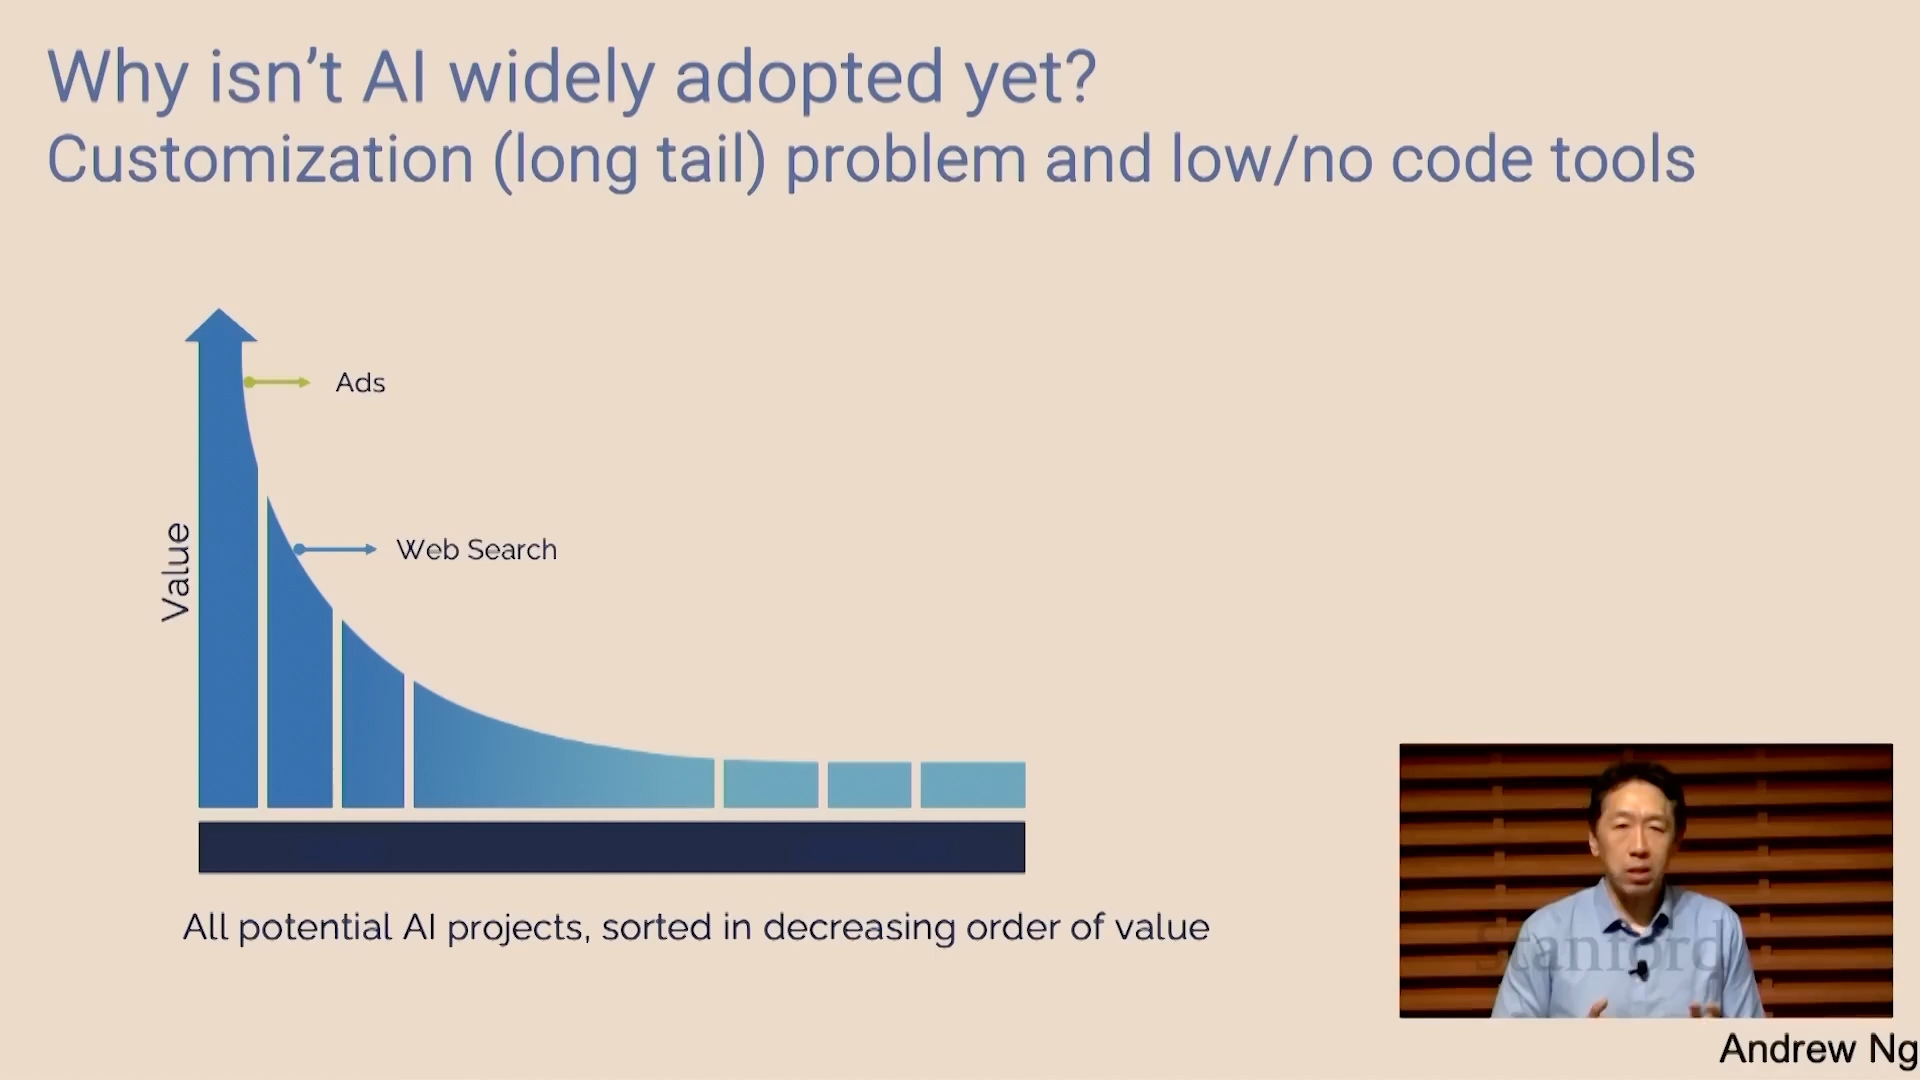 Why isn’t AI widely adopted yet?
Customization (long tail) problem and low/no code tools
Ads
Web Search
Value
All potential AI projects, sorted in decreasing order of value
Stanford
Andrew Ng